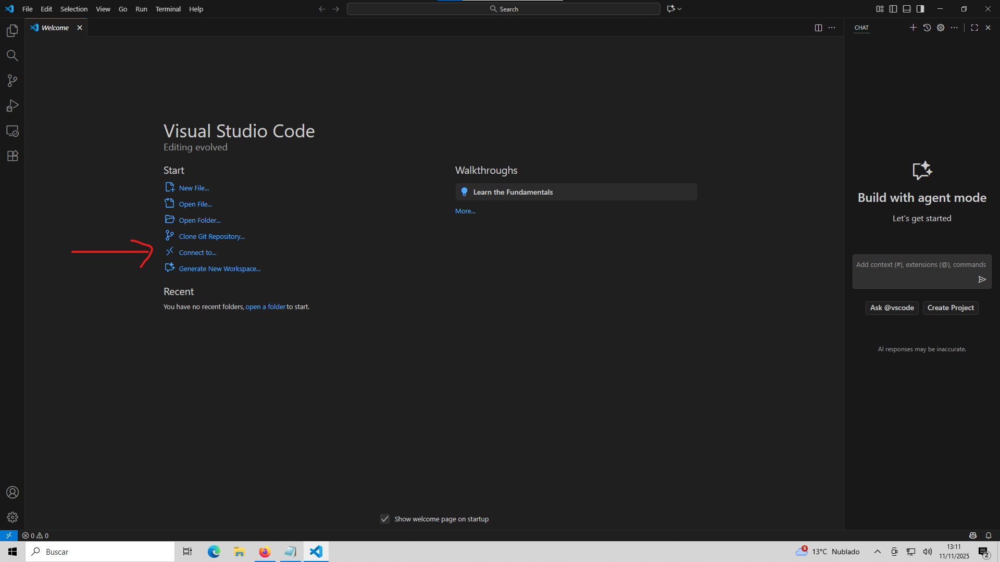 File Edit Selection View Go Run Terminal Help
Search
Welcome
CHAT
Visual Studio Code
Editing evolved
Start
New File...
Open File...
Open Folder...
Clone Git Repository...
Connect to...
Generate New Workspace...
Recent
You have no recent folders, open a folder to start.
Walkthroughs
Learn the Fundamentals
More...
Show welcome page on startup
Build with agent mode
Let's get started
Add context (#), extensions (@), commands
Ask @vscode Create Project
AI responses may be inaccurate.
0 0
Buscar
6
13°C Nublado
13:11
11/11/2025
2